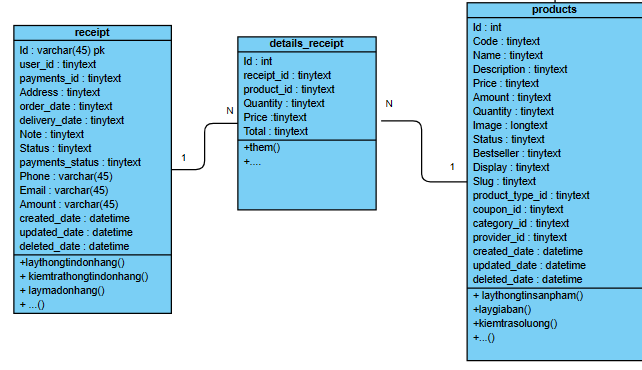 receipt
Id : varchar(45) pk
user_id : tinytext
payments_id : tinytext
Address : tinytext
order_date : tinytext
delivery_date : tinytext
Note : tinytext
Status : tinytext
payments_status : tinytext
Phone : varchar(45)
Email : varchar(45)
Amount : varchar(45)
created_date : datetime
updated_date : datetime
deleted_date : datetime
+laythongtindonhang()
+ kiemtrathongtindonhang()
+ laymadonhang()
+ ...()
1
N
details_receipt
Id : int
receipt_id : tinytext
product_id : tinytext
Quantity : tinytext
Price :tinytext
Total : tinytext
+them()
+....
N
1
products
Id : int
Code : tinytext
Name : tinytext
Description : tinytext
Price : tinytext
Amount : tinytext
Quantity : tinytext
Image : longtext
Status : tinytext
Bestseller : tinytext
Display : tinytext
Slug : tinytext
product_type_id : tinytext
coupon_id : tinytext
category_id : tinytext
provider_id : tinytext
created_date : datetime
updated_date : datetime
deleted_date : datetime
+ laythongtinsanpham()
+laygiaban()
+kiemtrasoluong()
+...()